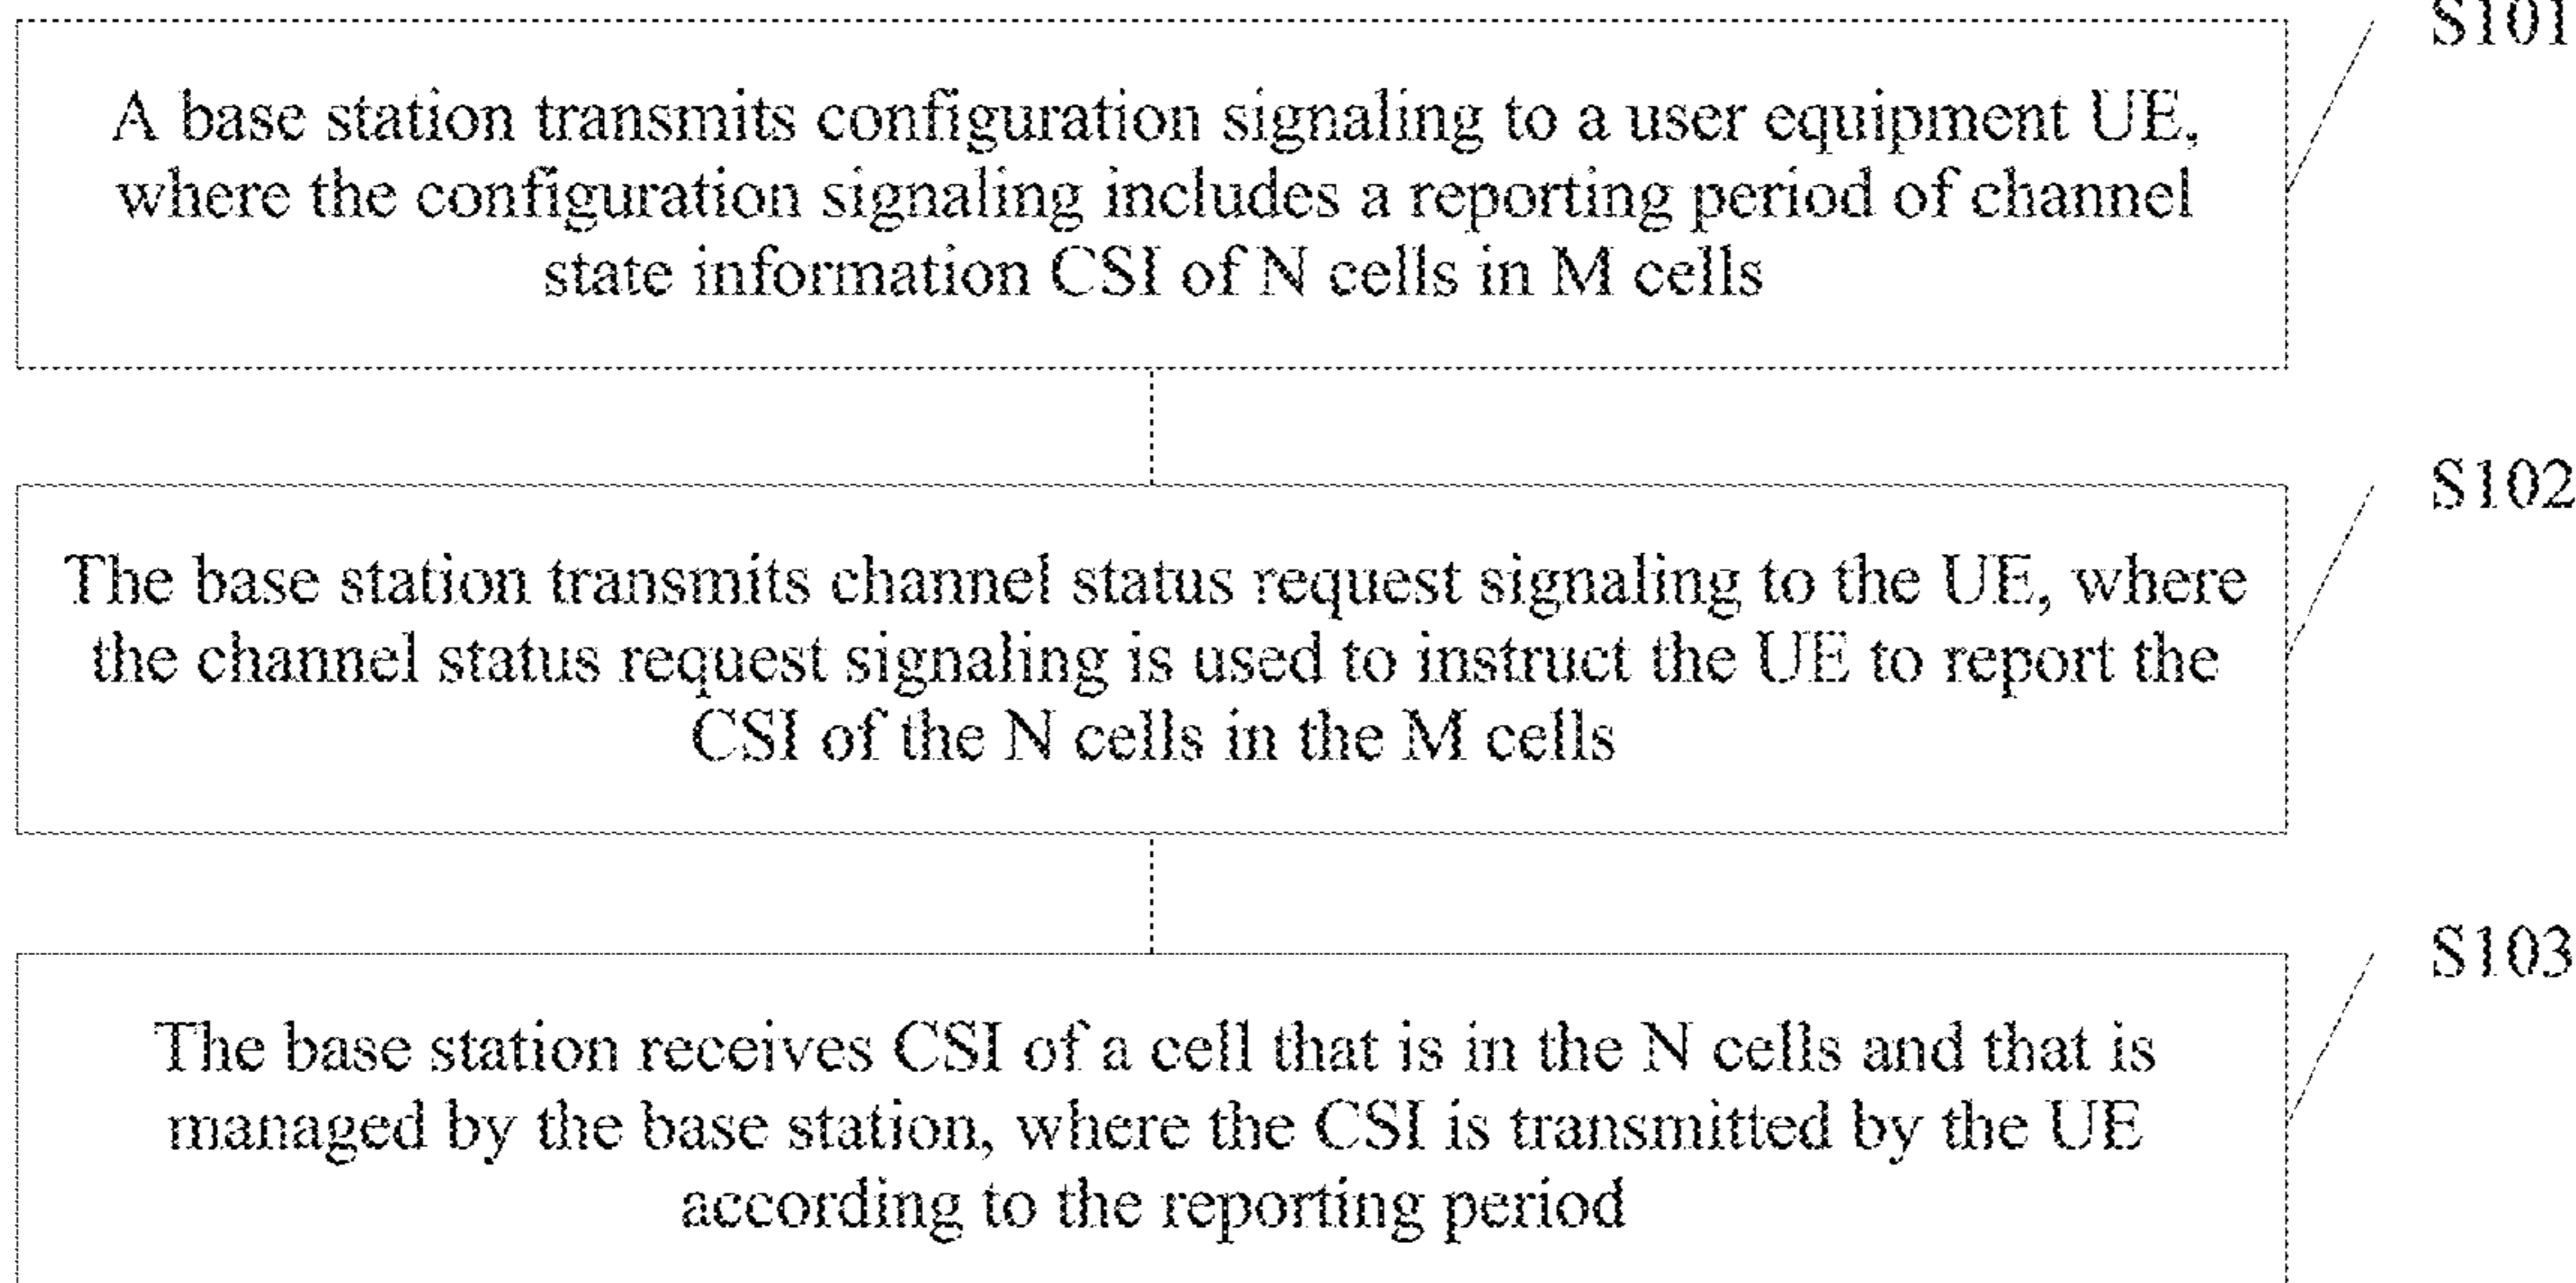 S101
A base station transmits configuration signaling to a user equipment UE,
where the configuration signaling includes a reporting period of channel
state information CSI of N cells in M cells
S102
The base station transmits channel status request signaling to the UE, where
the channel status request signaling is used to instruct the UE to report the
CSI of the N cells in the M cells
S103
The base station receives CSI of a cell that is in the N cells and that is
managed by the base station, where the CSI is transmitted by the UE
according to the reporting period